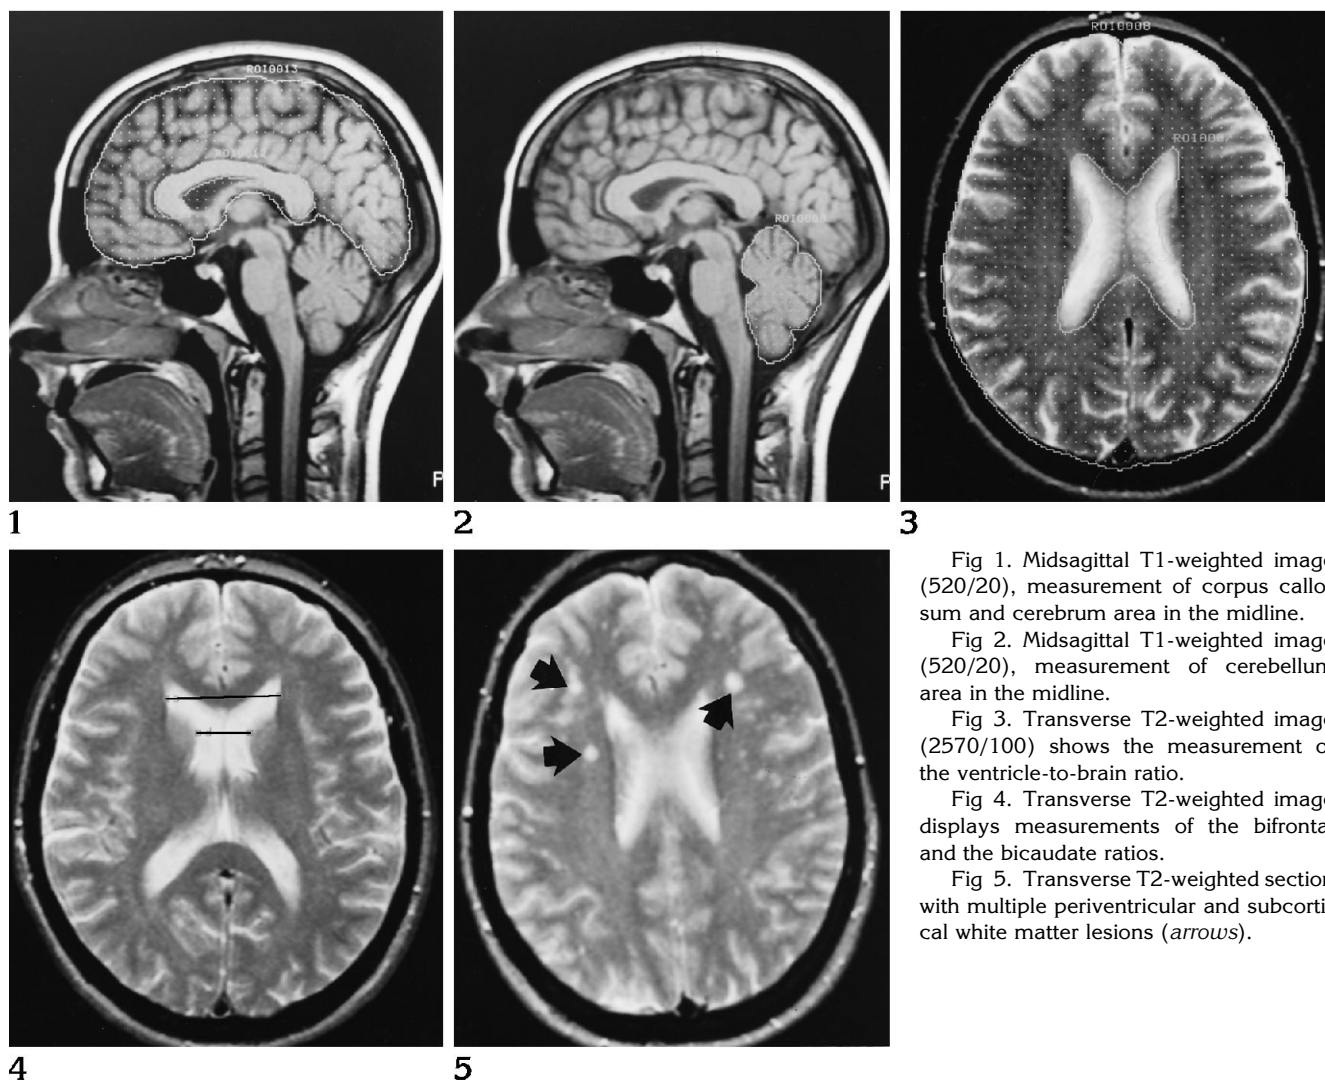 ROI0013
ROI0008
P
P
1
2
3
4
5
Fig 1. Midsagittal T1-weighted image
(520/20), measurement of corpus callo-
sum and cerebrum area in the midline.
Fig 2. Midsagittal T1-weighted image
(520/20), measurement of cerebellum
area in the midline.
Fig 3. Transverse T2-weighted image
(2570/100) shows the measurement of
the ventricle-to-brain ratio.
Fig 4. Transverse T2-weighted image
displays measurements of the bifrontal
and the bicaudate ratios.
Fig 5. Transverse T2-weighted section
with multiple periventricular and subcorti-
cal white matter lesions (arrows).